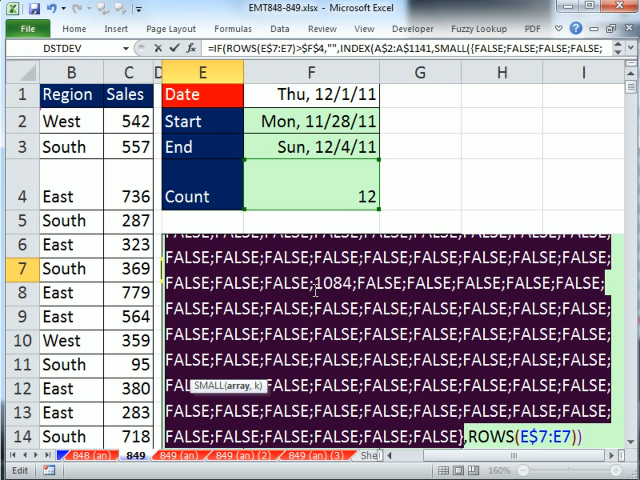 EMT848-849.xlsx - Microsoft Excel
File Home Insert Page Layout Formulas Data Review View Developer Fuzzy Lookup PDF
DSTDEV =IF(ROWS(E$7:E7)>$F$4,"",INDEX(A$2:A$1141,SMALL({FALSE;FALSE;FALSE;FALSE;
B C D E F G H I
1 Region Sales Date Thu, 12/1/11
2 West 542 Start Mon, 11/28/11
3 South 557 End Sun, 12/4/11
4 East 736 Count 12
5 South 287
6 East 323
7 South 369
8 East 779
9 East 564
10 West 359
11 South 95
12 East 380
13 East 283
14 South 718
FALSE;FALSE;FALSE;FALSE;FALSE;FALSE;FALSE;FALSE;FALSE;
FALSE;FALSE;FALSE;FALSE;FALSE;FALSE;FALSE;FALSE;FALSE;
FALSE;FALSE;FALSE;1084;FALSE;FALSE;FALSE;FALSE;FALSE;
FALSE;FALSE;FALSE;FALSE;FALSE;FALSE;FALSE;FALSE;FALSE;
FALSE;FALSE;FALSE;FALSE;FALSE;FALSE;FALSE;FALSE;FALSE;
FALSE;FALSE;FALSE;FALSE;FALSE;FALSE;FALSE;FALSE;FALSE;
FALSE;FALSE;FALSE;FALSE;FALSE;FALSE;FALSE;
SMALL(array, k)
FALSE;FALSE;FALSE;FALSE;FALSE;FALSE;FALSE;FALSE;FALSE;
FALSE;FALSE;FALSE;FALSE;FALSE;FALSE},ROWS(E$7:E7))
848 (an) 849 849 (an) 849 (an) (2) 849 (an) (3) She
Edit 160%